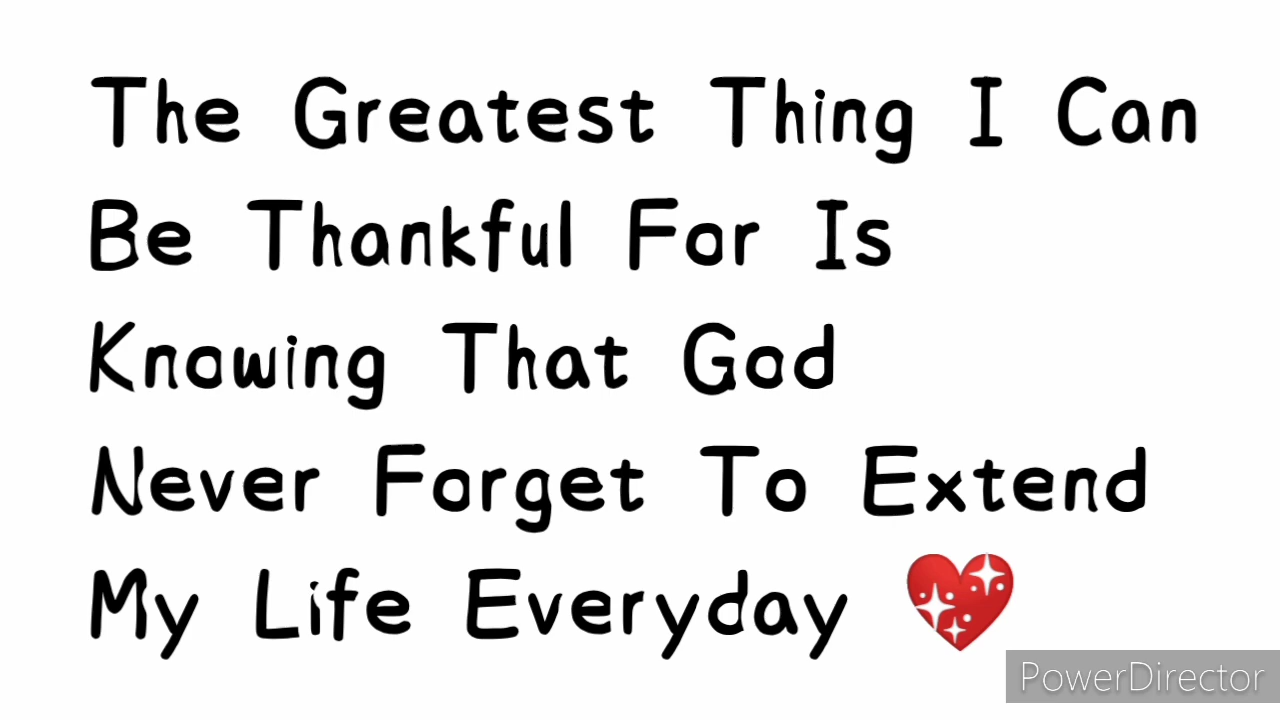 The Greatest Thing I Can
Be Thankful For Is
Knowing That God
Never Forget To Extend
My Life Everyday 💖
PowerDirector